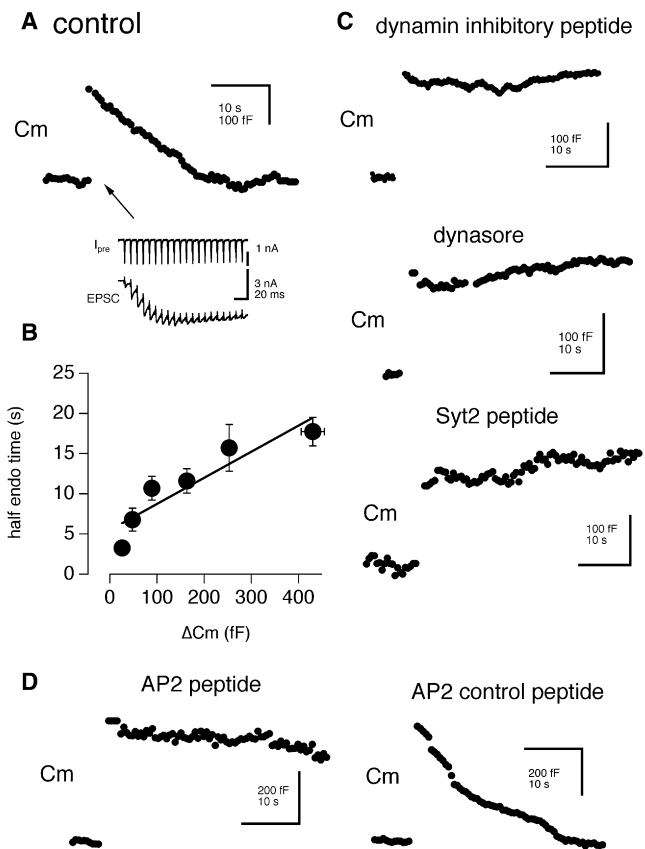 A control
Cm
10 s
100 fF
Ipre
1 nA
EPSC
3 nA
20 ms
B
half endo time (s)
25
20
15
10
5
0
0 100 200 300 400
ΔCm (fF)
C dynamin inhibitory peptide
Cm
100 fF
10 s
dynasore
Cm
100 fF
10 s
Syt2 peptide
Cm
100 fF
10 s
D AP2 peptide
Cm
200 fF
10 s
AP2 control peptide
Cm
200 fF
10 s